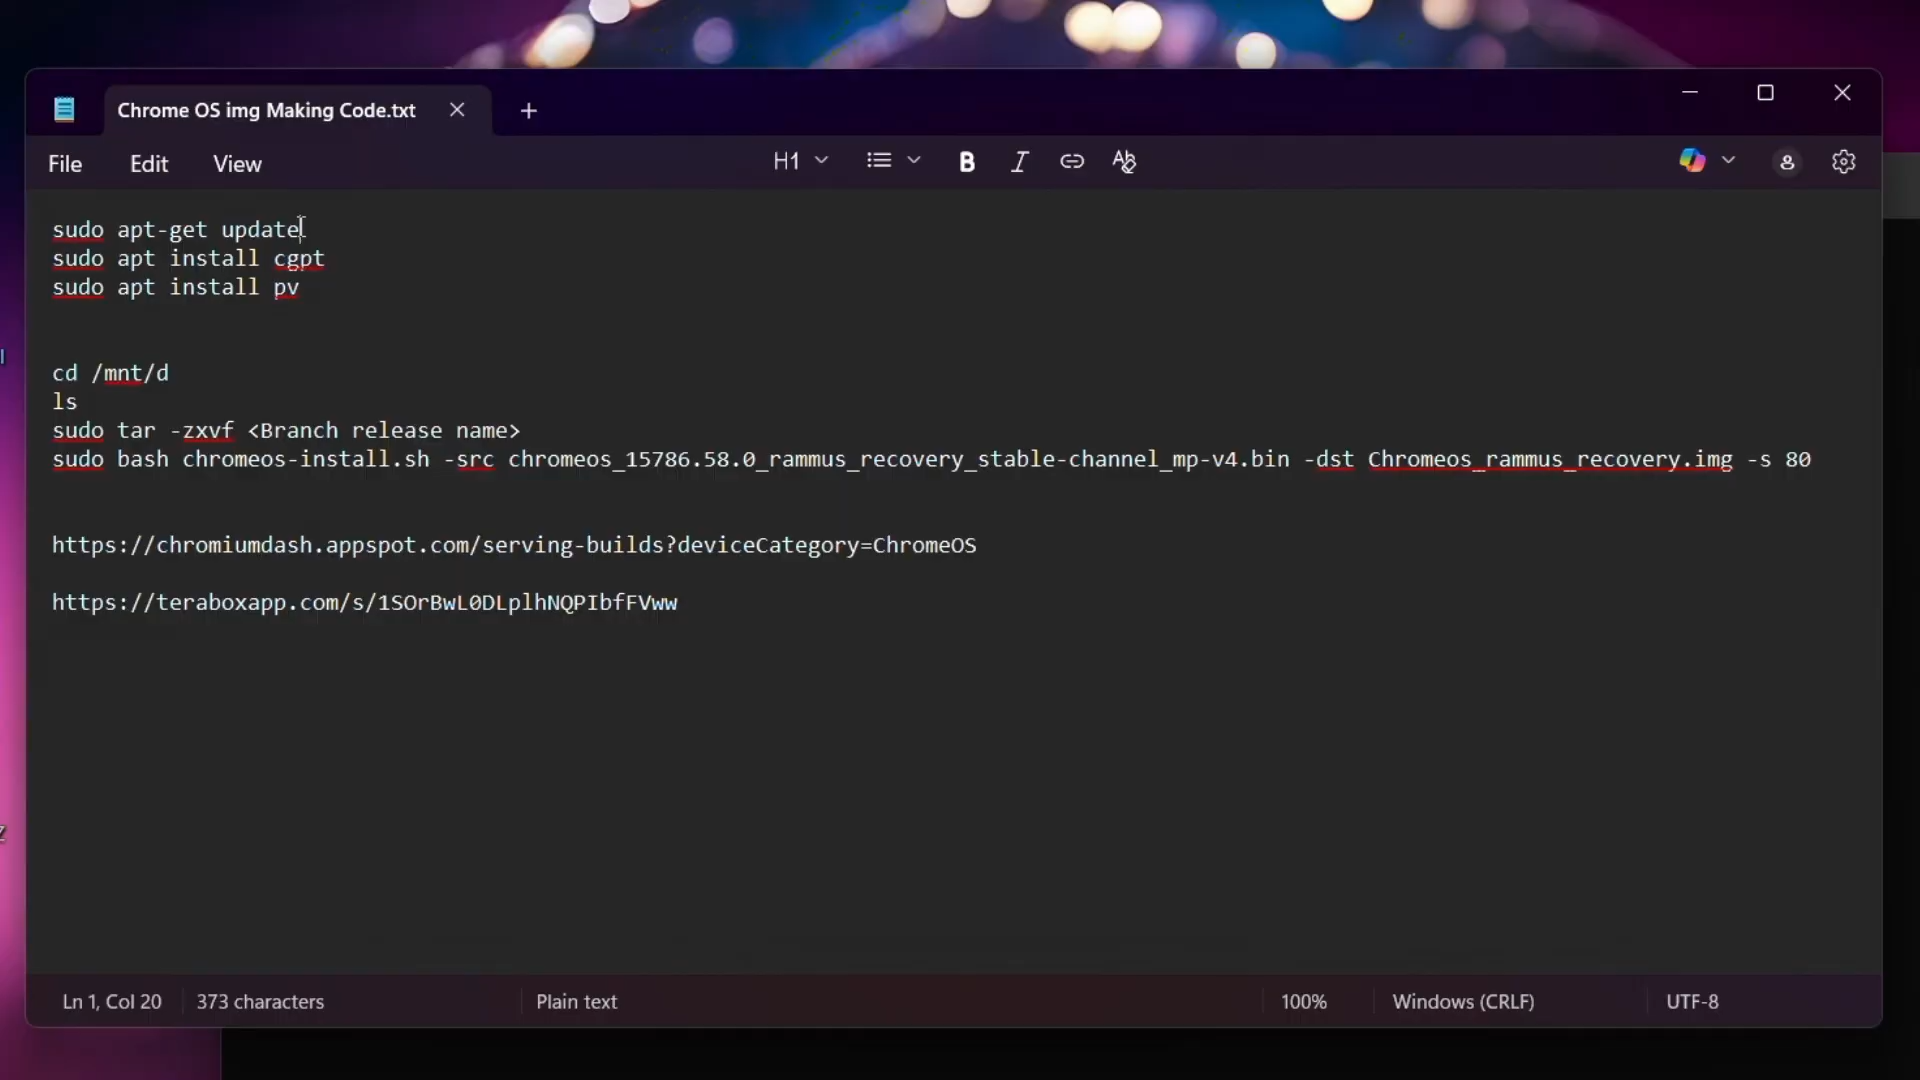 Chrome OS img Making Code.txt
File Edit View H1 B I
sudo apt-get update
sudo apt install cgpt
sudo apt install pv
cd /mnt/d
ls
sudo tar -zxvf <Branch release name>
sudo bash chromeos-install.sh -src chromeos_15786.58.0_rammus_recovery_stable-channel_mp-v4.bin -dst Chromeos_rammus_recovery.img -s 80
https://chromiumdash.appspot.com/serving-builds?deviceCategory=ChromeOS
https://teraboxapp.com/s/1SOrBwL0DLplhNQPIbfFVww
Ln 1, Col 20 373 characters Plain text 100% Windows (CRLF) UTF-8